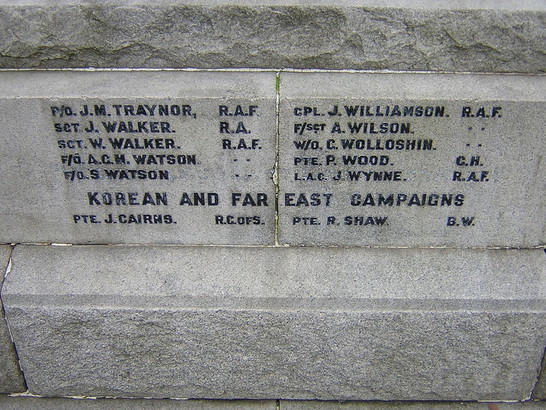 P/O. J.M. TRAYNOR, R.A.F.
SGT. J. WALKER. R.A.
SGT. W. WALKER. R.A.F.
F/O. A.G.H. WATSON. " "
F/O. S WATSON " "
CPL. J. WILLIAMSON. R.A.F.
F/SGT A. WILSON. " "
W/O. G. WOLLOSHIN. " "
PTE. P. WOOD. G.H.
L.A.C. J. WYNNE. R.A.F.
KOREAN AND FAR EAST CAMPAIGNS
PTE. J. CAIRNS. R.C.OFS.
PTE. R. SHAW. B.W.